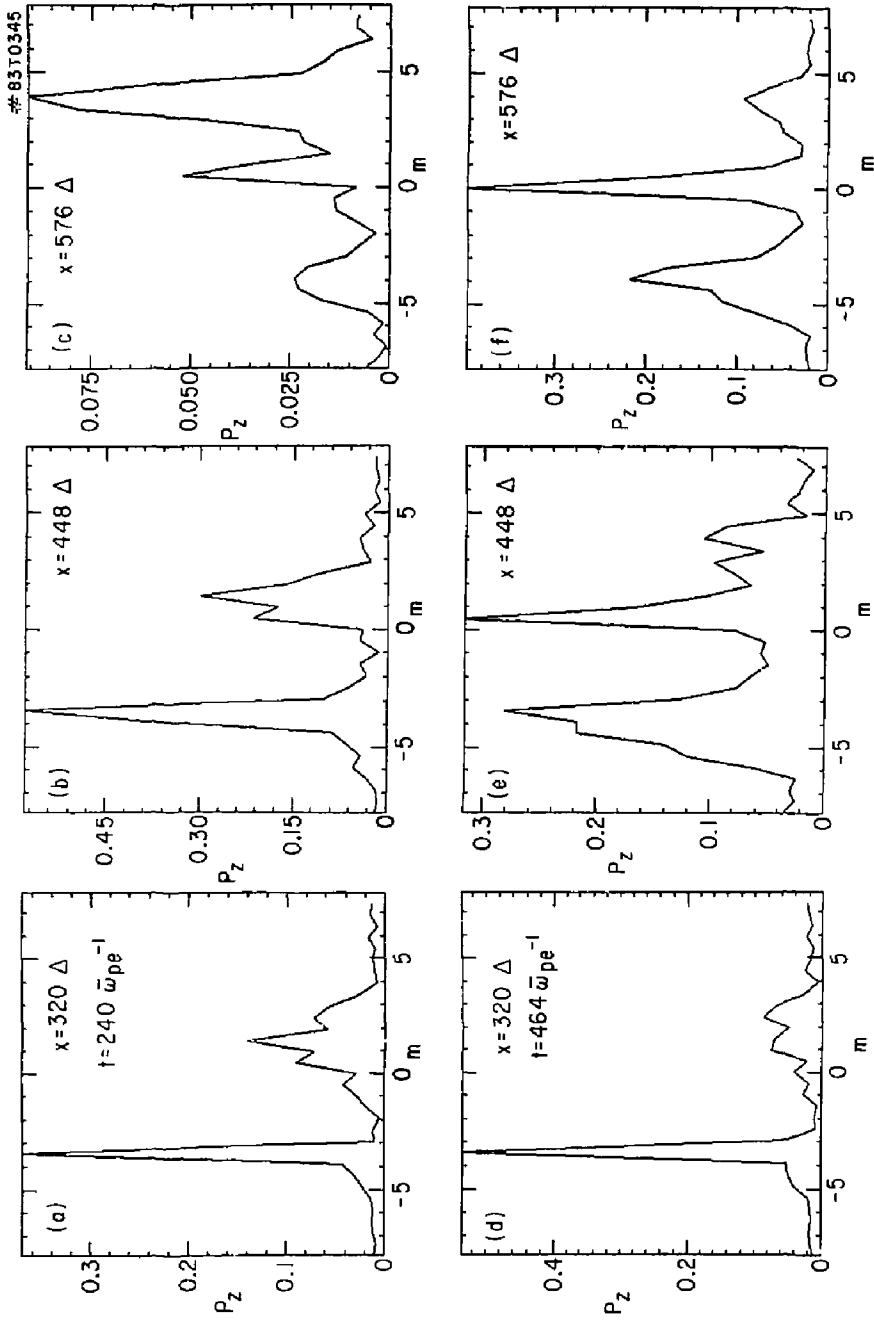 #83T0345
(a)
x=320 Δ
t=240 ω̄pe⁻¹
Pz
0.3
0.2
0.1
0
-5 0 m 5
(b)
x=448 Δ
Pz
0.45
0.30
0.15
0
-5 0 m 5
(c)
x=576 Δ
Pz
0.075
0.050
0.025
0
-5 0 m 5
(d)
x=320 Δ
t=464 ω̄pe⁻¹
Pz
0.4
0.2
0
-5 0 m 5
(e)
x=448 Δ
Pz
0.3
0.2
0.1
0
-5 0 m 5
(f)
x=576 Δ
Pz
0.3
0.2
0.1
0
-5 0 m 5